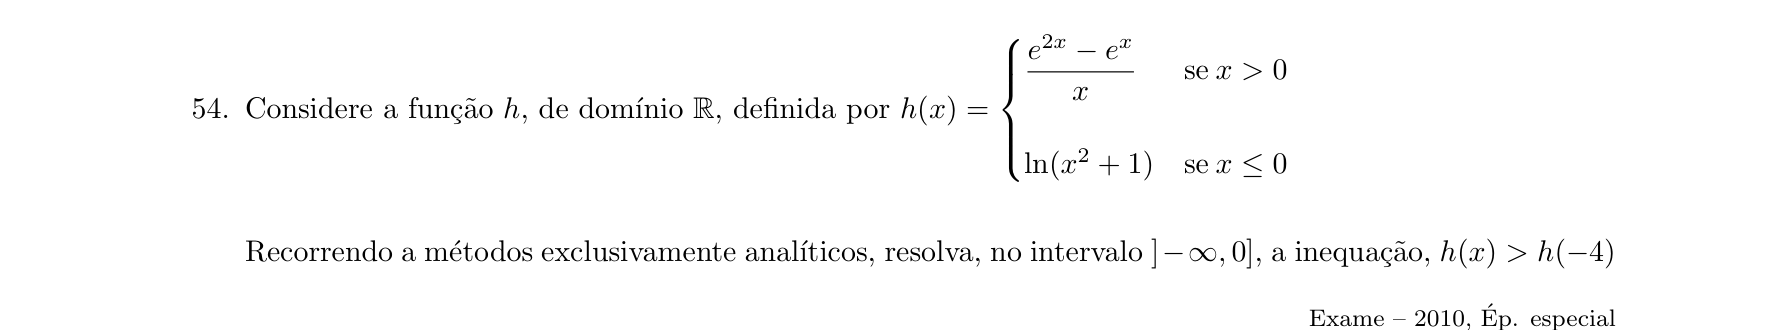 54. Considere a função h, de domínio ℝ, definida por h(x) = { (e^{2x} − e^x)/x se x > 0
ln(x² + 1) se x ≤ 0
Recorrendo a métodos exclusivamente analíticos, resolva, no intervalo ]−∞, 0], a inequação, h(x) > h(−4)
Exame – 2010, Ép. especial